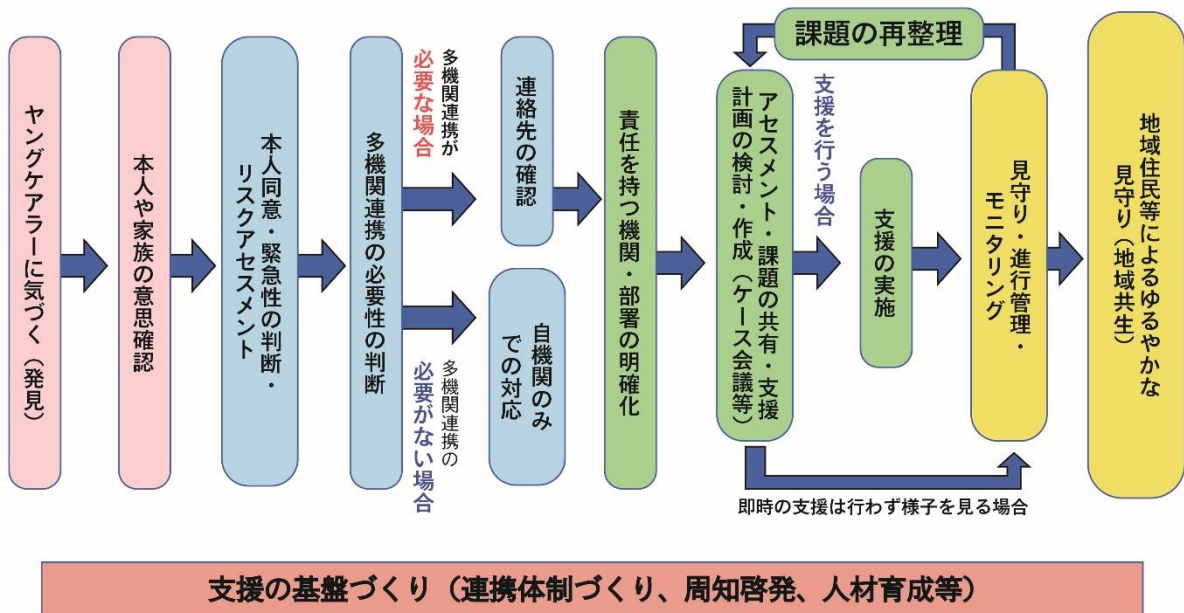 ヤングケアラーに気づく（発見）
本人や家族の意思確認
本人同意・緊急性の判断・
リスクアセスメント
多機関連携の必要性の判断
多機関連携が
必要な場合
多機関連携の
必要がない場合
連絡先の確認
自機関のみ
での対応
責任を持つ機関・部署の明確化
課題の再整理
アセスメント・課題の共有・支援
計画の検討・作成（ケース会議等）
支援を行う場合
支援の実施
見守り・進行管理・
モニタリング
即時の支援は行わず様子を見る場合
地域住民等によるゆるやかな
見守り（地域共生）
支援の基盤づくり（連携体制づくり、周知啓発、人材育成等）